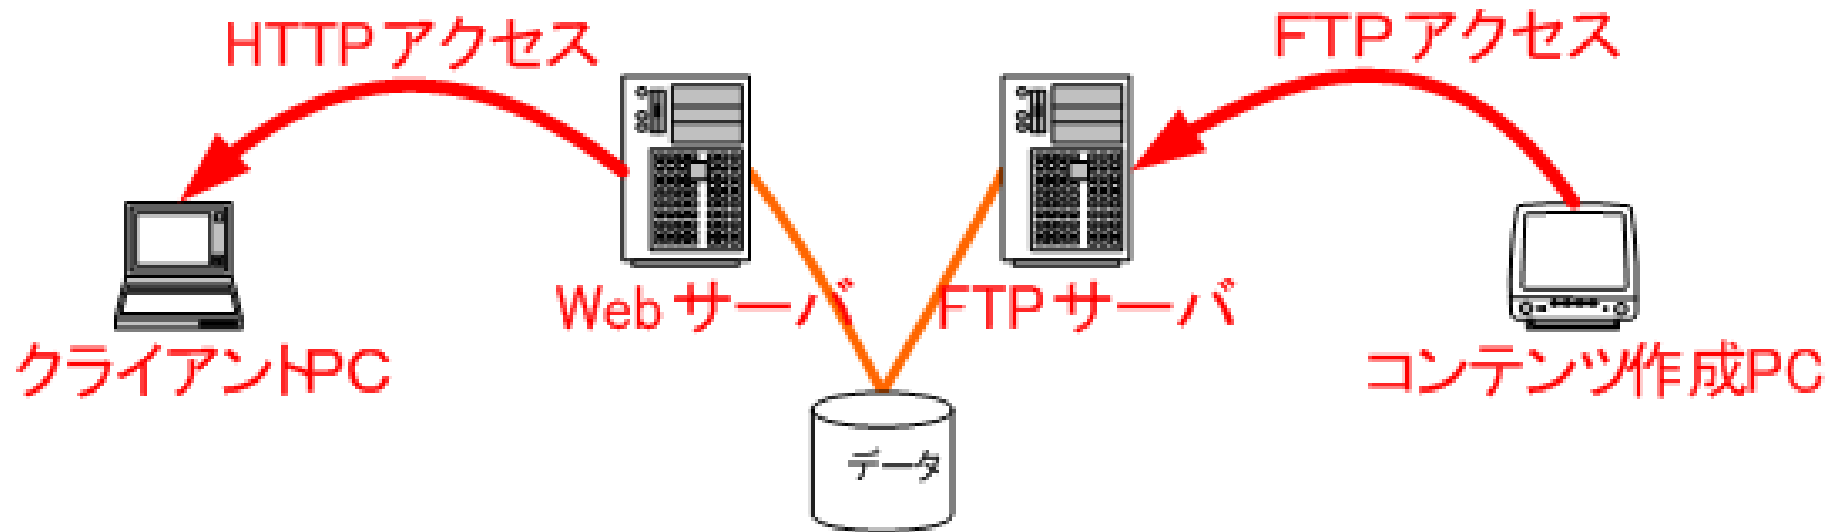 HTTPアクセス
FTPアクセス
Webサーバ
FTPサーバ
クライアントPC
コンテンツ作成PC
データ